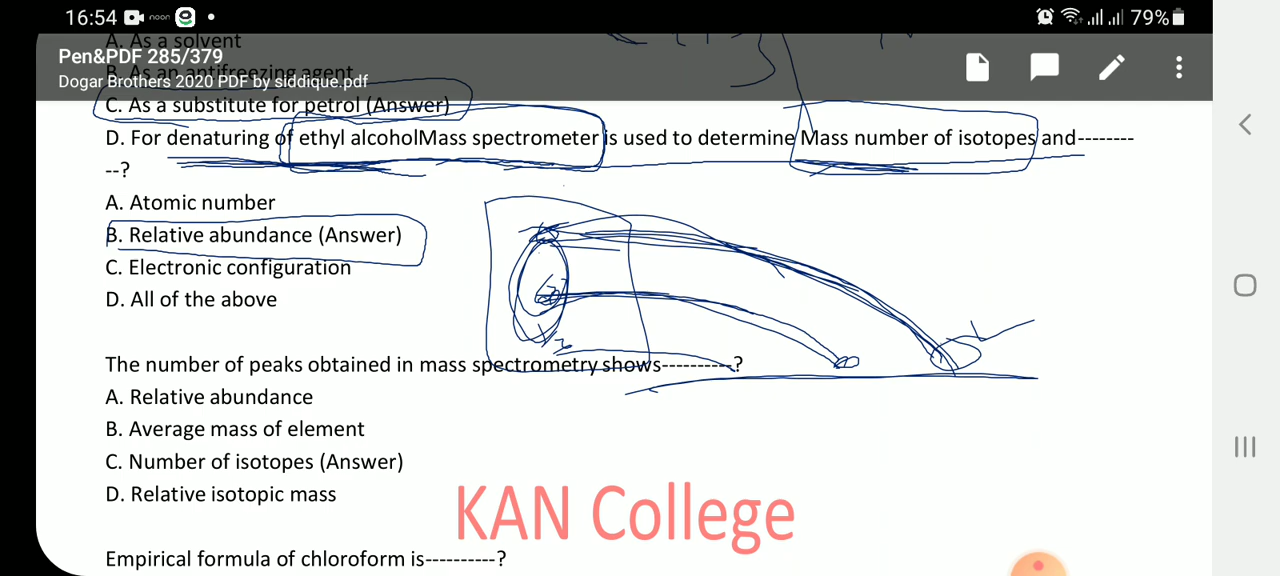 16:54 noon 79%
A. As a solvent
Pen&PDF 285/379
B. As an antifreezing agent
Dogar Brothers 2020 PDF by siddique.pdf
C. As a substitute for petrol (Answer)
D. For denaturing of ethyl alcoholMass spectrometer is used to determine Mass number of isotopes and--------
--?
A. Atomic number
B. Relative abundance (Answer)
C. Electronic configuration
D. All of the above
The number of peaks obtained in mass spectrometry shows----------?
A. Relative abundance
B. Average mass of element
C. Number of isotopes (Answer)
D. Relative isotopic mass
KAN College
Empirical formula of chloroform is----------?